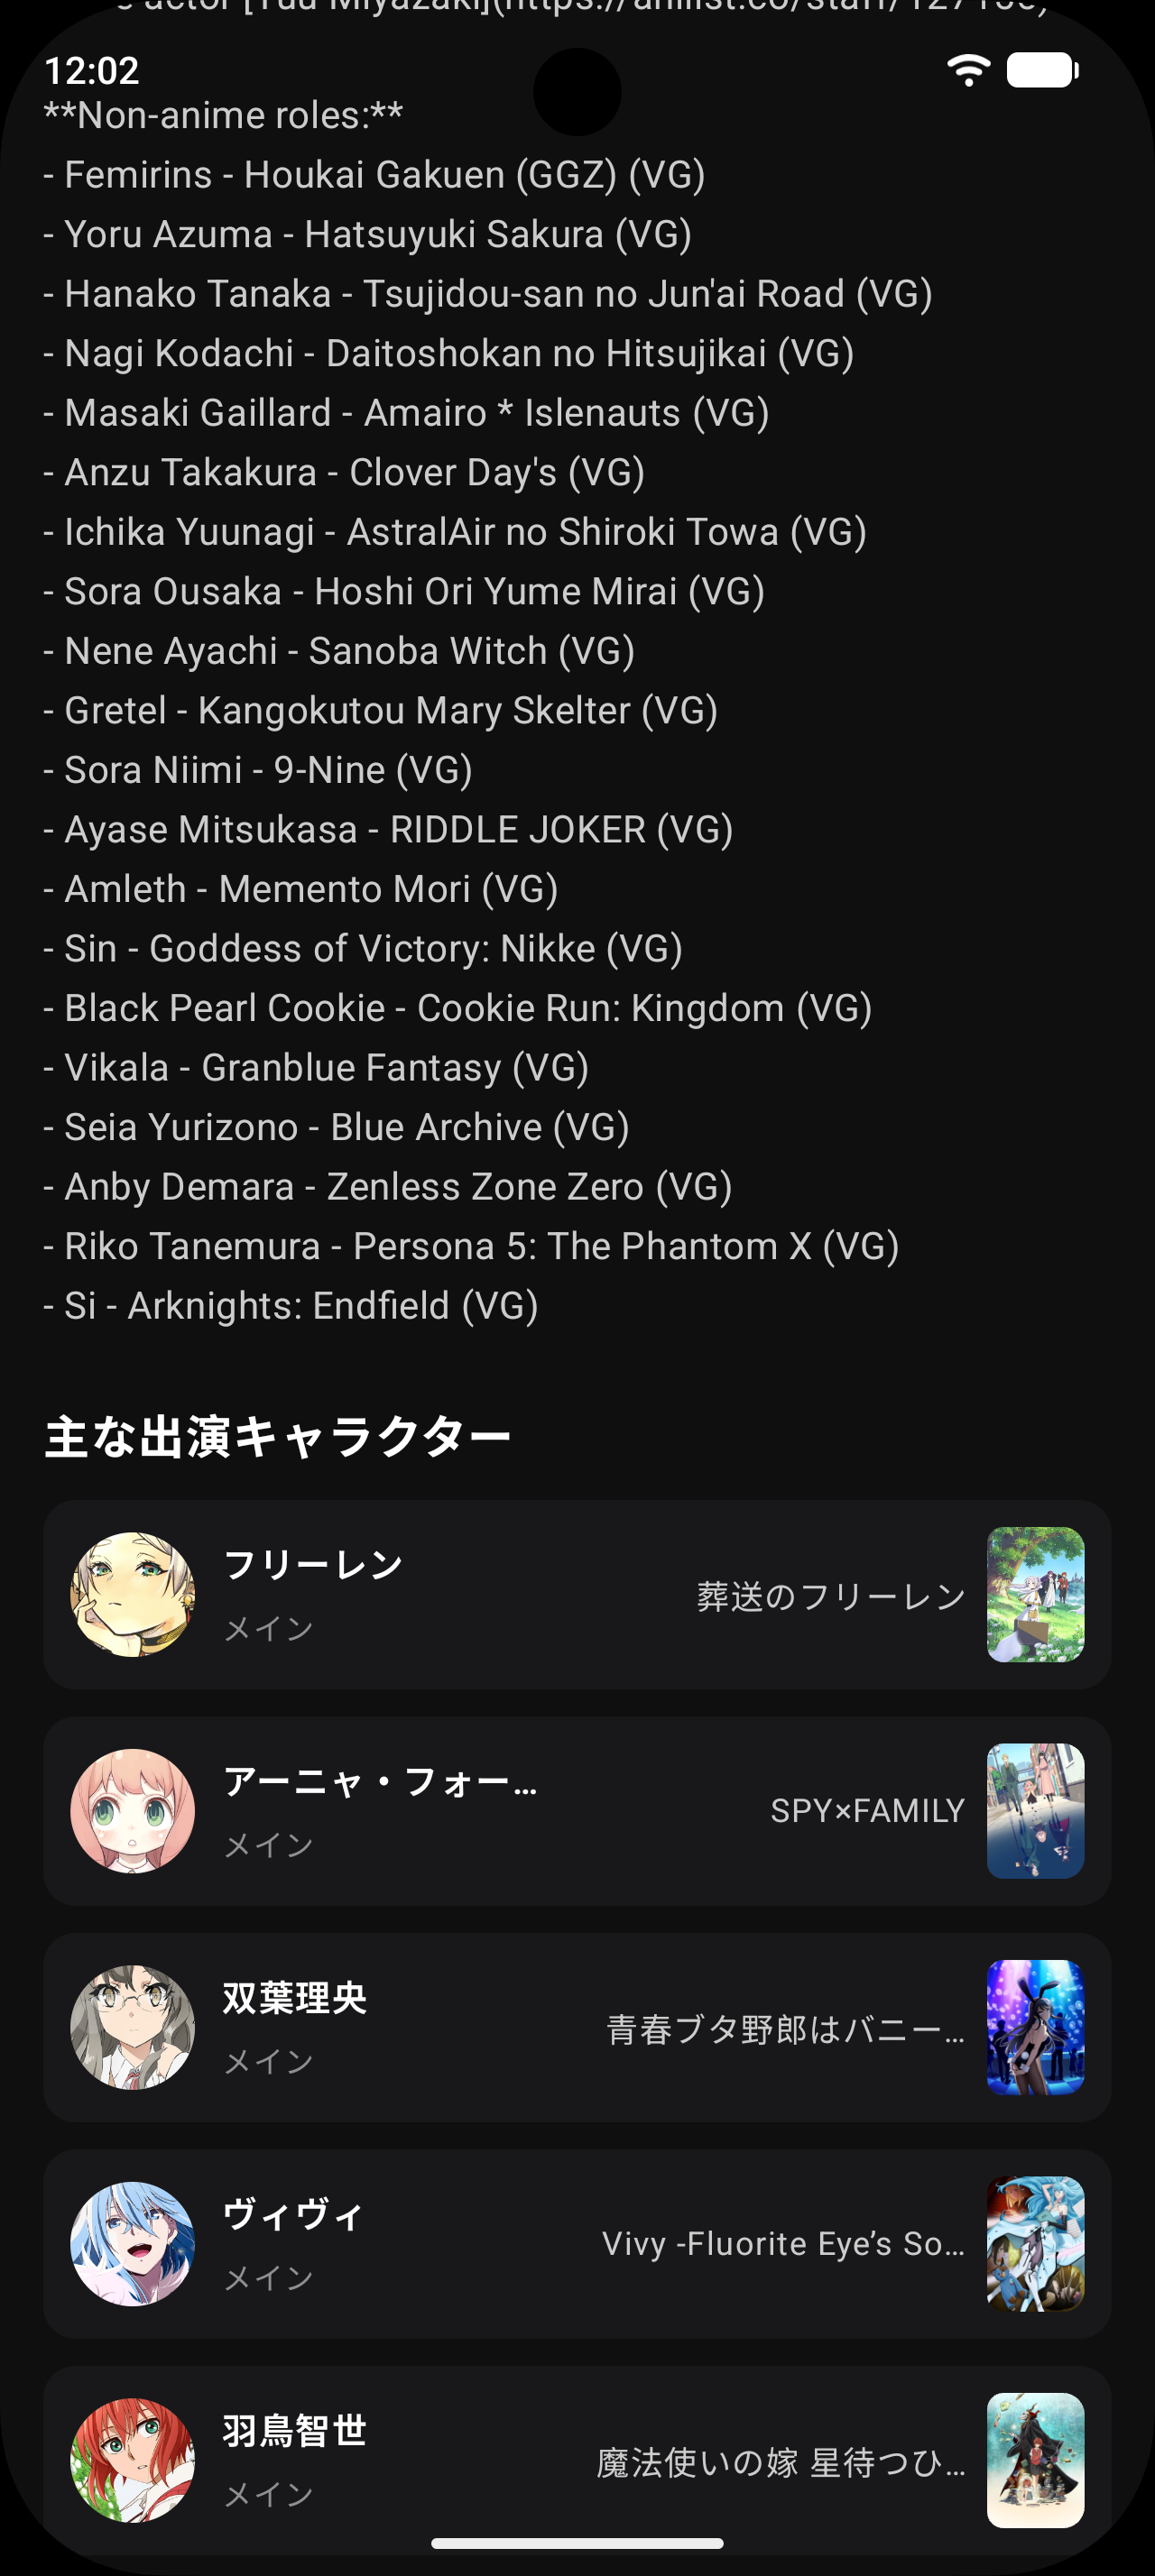 12:02
**Non-anime roles:**
- Femirins - Houkai Gakuen (GGZ) (VG)
- Yoru Azuma - Hatsuyuki Sakura (VG)
- Hanako Tanaka - Tsujidou-san no Jun'ai Road (VG)
- Nagi Kodachi - Daitoshokan no Hitsujikai (VG)
- Masaki Gaillard - Amairo * Islenauts (VG)
- Anzu Takakura - Clover Day's (VG)
- Ichika Yuunagi - AstralAir no Shiroki Towa (VG)
- Sora Ousaka - Hoshi Ori Yume Mirai (VG)
- Nene Ayachi - Sanoba Witch (VG)
- Gretel - Kangokutou Mary Skelter (VG)
- Sora Niimi - 9-Nine (VG)
- Ayase Mitsukasa - RIDDLE JOKER (VG)
- Amleth - Memento Mori (VG)
- Sin - Goddess of Victory: Nikke (VG)
- Black Pearl Cookie - Cookie Run: Kingdom (VG)
- Vikala - Granblue Fantasy (VG)
- Seia Yurizono - Blue Archive (VG)
- Anby Demara - Zenless Zone Zero (VG)
- Riko Tanemura - Persona 5: The Phantom X (VG)
- Si - Arknights: Endfield (VG)
主な出演キャラクター
フリーレン
メイン
葬送のフリーレン
アーニャ・フォー…
メイン
SPY×FAMILY
双葉理央
メイン
青春ブタ野郎はバニー…
ヴィヴィ
メイン
Vivy -Fluorite Eye’s So…
羽鳥智世
メイン
魔法使いの嫁 星待つひ…